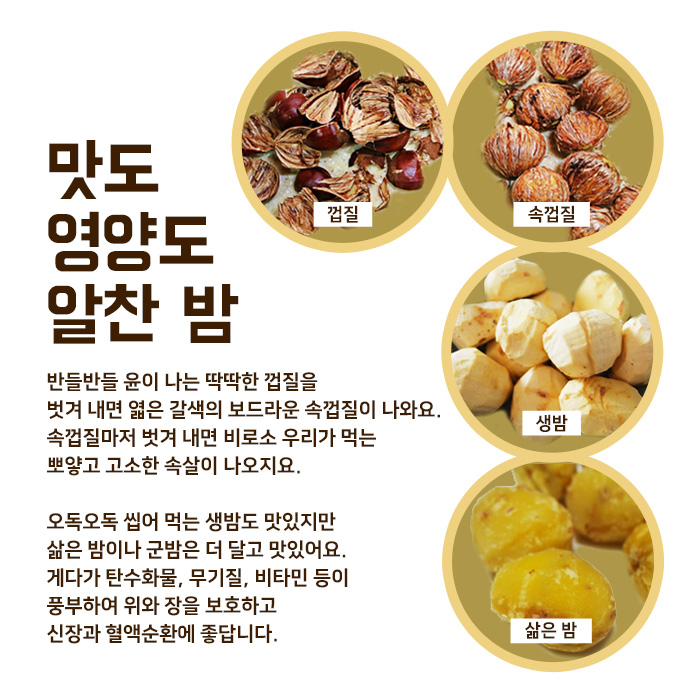 맛도
영양도
알찬 밤
껍질
속껍질
생밤
삶은 밤
반들반들 윤이 나는 딱딱한 껍질을
벗겨 내면 엷은 갈색의 보드라운 속껍질이 나와요.
속껍질마저 벗겨 내면 비로소 우리가 먹는
뽀얗고 고소한 속살이 나오지요.
오독오독 씹어 먹는 생밤도 맛있지만
삶은 밤이나 군밤은 더 달고 맛있어요.
게다가 탄수화물, 무기질, 비타민 등이
풍부하여 위와 장을 보호하고
신장과 혈액순환에 좋답니다.